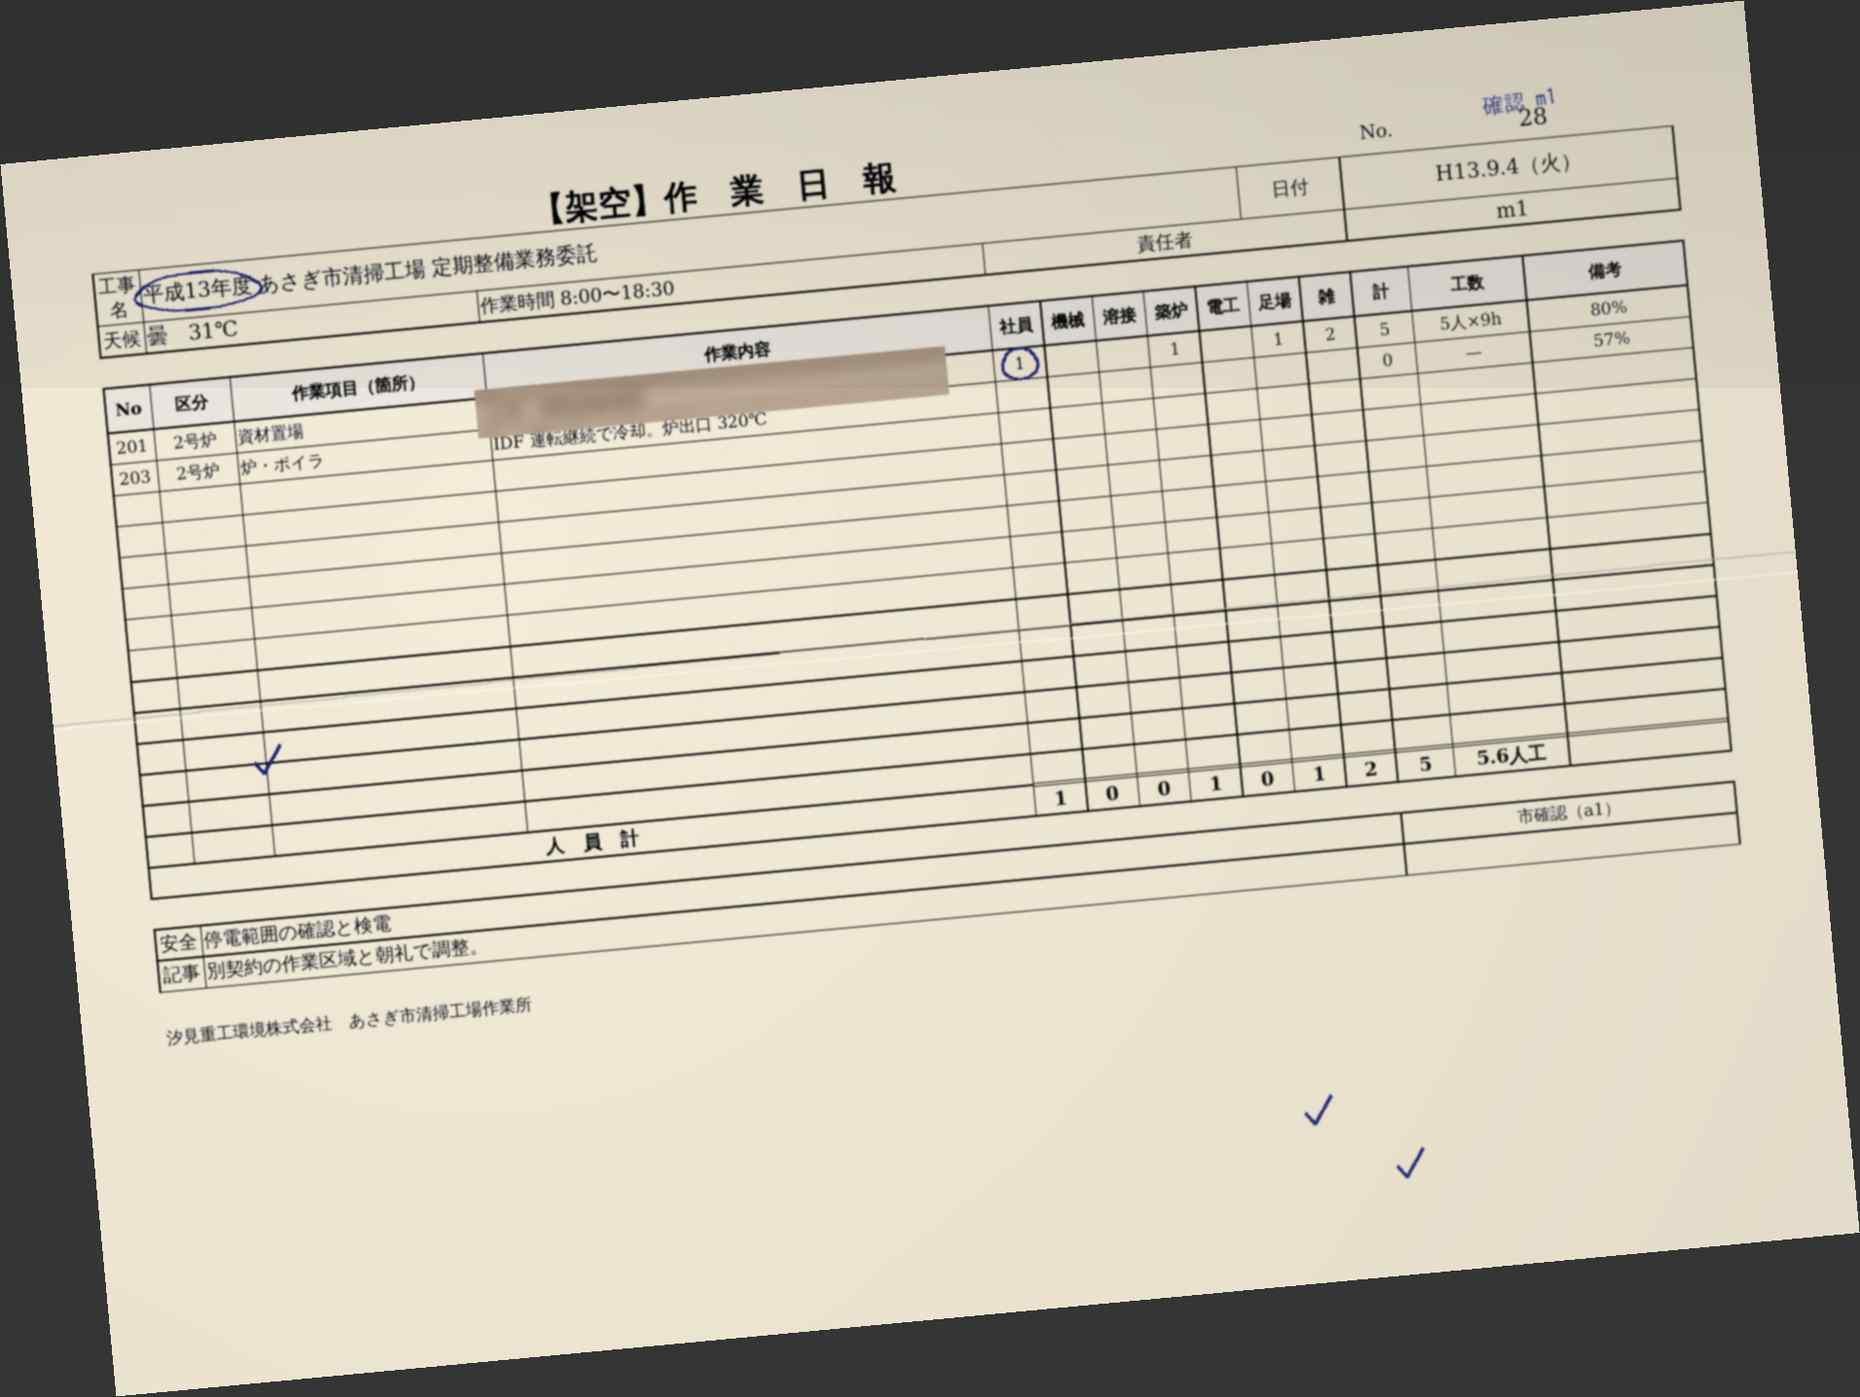 確認 m1
No. 28
【架空】作 業 日 報
日付 H13.9.4（火）
工事名 平成13年度 あさぎ市清掃工場 定期整備業務委託
責任者 m1
天候 曇 31℃ 作業時間 8:00〜18:30
No 区分 作業項目（箇所） 作業内容 社員 機械 溶接 築炉 電工 足場 雑 計 工数 備考
201 2号炉 資材置場 1 1 1 2 5 5人×9h 80%
203 2号炉 炉・ボイラ IDF 運転継続で冷却。炉出口 320℃ 0 — 57%
人 員 計 1 0 0 1 0 1 2 5 5.6人工
安全 停電範囲の確認と検電 市確認（a1）
記事 別契約の作業区域と朝礼で調整。
汐見重工環境株式会社 あさぎ市清掃工場作業所